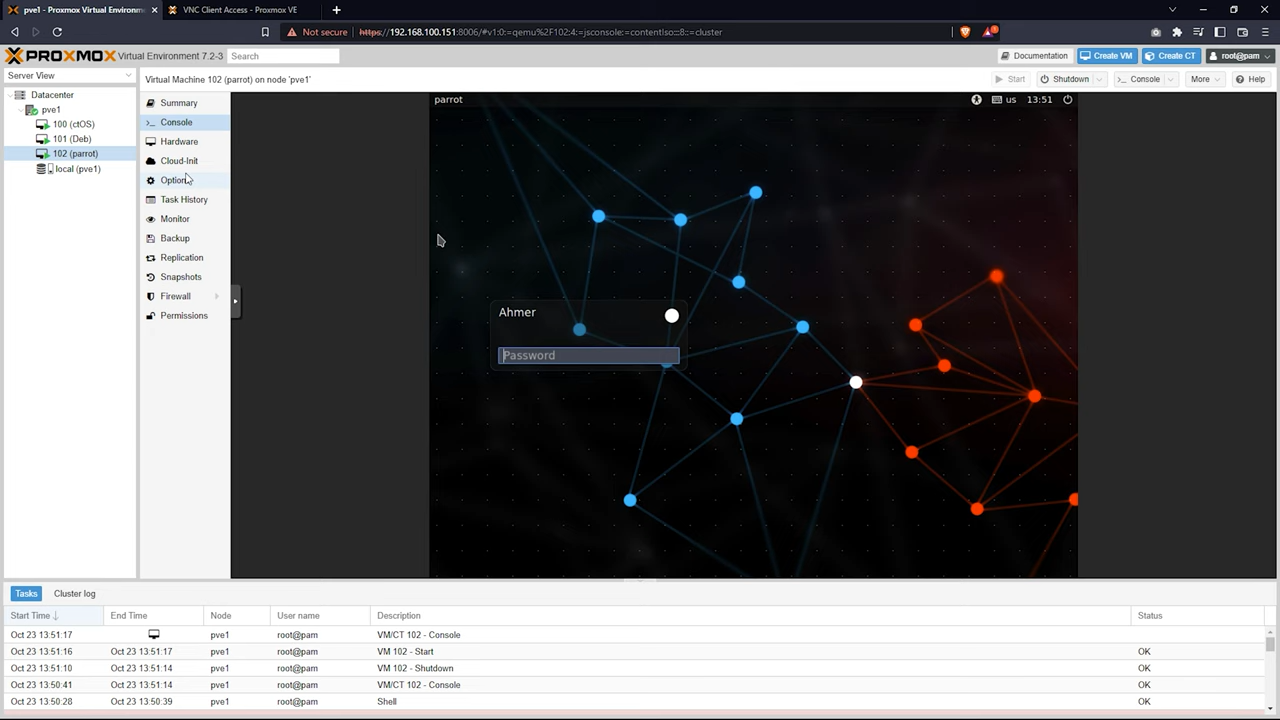 pve1 - Proxmox Virtual Environm
VNC Client Access - Proxmox VE
Not secure https://192.168.100.151:8006/#v1:0:=qemu%2F102:4:=jsconsole:=contentIso::8::=cluster
PROXMOX Virtual Environment 7.2-3 Search
Documentation Create VM Create CT root@pam
Server View
Virtual Machine 102 (parrot) on node 'pve1'
Start Shutdown Console More Help
Datacenter
pve1
100 (ctOS)
101 (Deb)
102 (parrot)
local (pve1)
Summary
Console
Hardware
Cloud-Init
Options
Task History
Monitor
Backup
Replication
Snapshots
Firewall
Permissions
parrot us 13:51
Ahmer
Password
Tasks Cluster log
Start Time End Time Node User name Description Status
Oct 23 13:51:17 pve1 root@pam VM/CT 102 - Console
Oct 23 13:51:16 Oct 23 13:51:17 pve1 root@pam VM 102 - Start OK
Oct 23 13:51:10 Oct 23 13:51:14 pve1 root@pam VM 102 - Shutdown OK
Oct 23 13:50:41 Oct 23 13:51:14 pve1 root@pam VM/CT 102 - Console OK
Oct 23 13:50:28 Oct 23 13:50:39 pve1 root@pam Shell OK